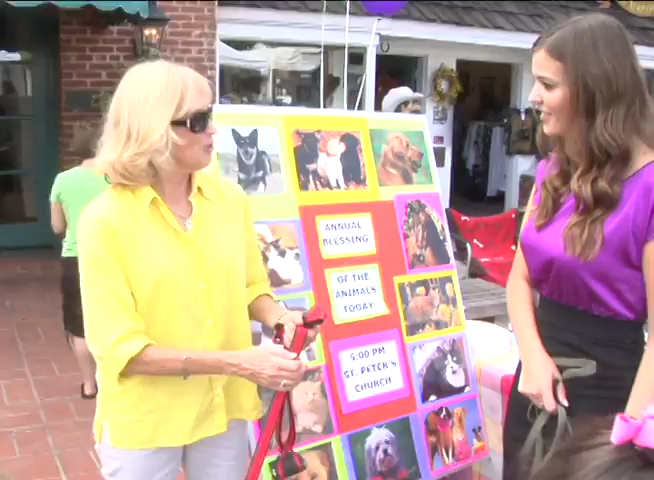 ANNUAL
BLESSING
OF THE
ANIMALS
TODAY
5:00 PM
ST. PETER'S
CHURCH